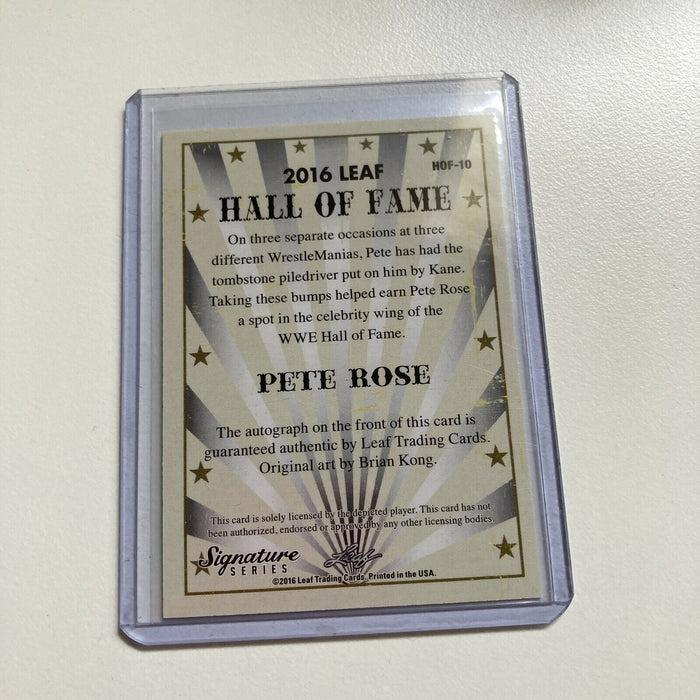 HOF-10
2016 LEAF
HALL OF FAME
On three separate occasions at three
different WrestleManias, Pete has had the
tombstone piledriver put on him by Kane.
Taking these bumps helped earn Pete Rose
a spot in the celebrity wing of the
WWE Hall of Fame.
PETE ROSE
The autograph on the front of this card is
guaranteed authentic by Leaf Trading Cards.
Original art by Brian Kong.
This card is solely licensed by the depicted player. This card has not
been authorized, endorsed or approved by any other licensing bodies.
Signature
SERIES
Leaf
©2016 Leaf Trading Cards. Printed in the USA.